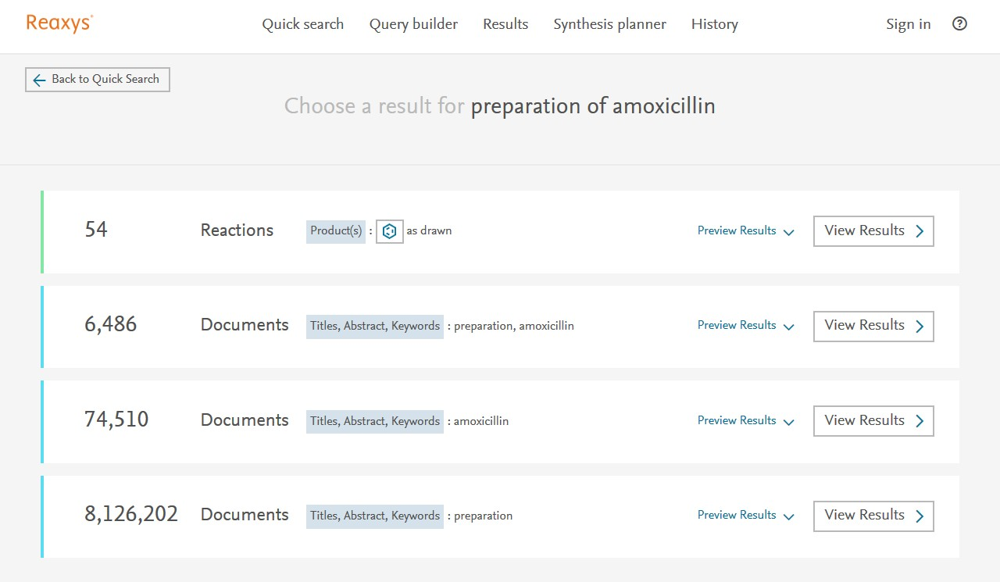 Reaxys®
Quick search Query builder Results Synthesis planner History Sign in ?
Back to Quick Search
Choose a result for preparation of amoxicillin
54 Reactions Product(s) : as drawn Preview Results View Results
6,486 Documents Titles, Abstract, Keywords : preparation, amoxicillin Preview Results View Results
74,510 Documents Titles, Abstract, Keywords : amoxicillin Preview Results View Results
8,126,202 Documents Titles, Abstract, Keywords : preparation Preview Results View Results